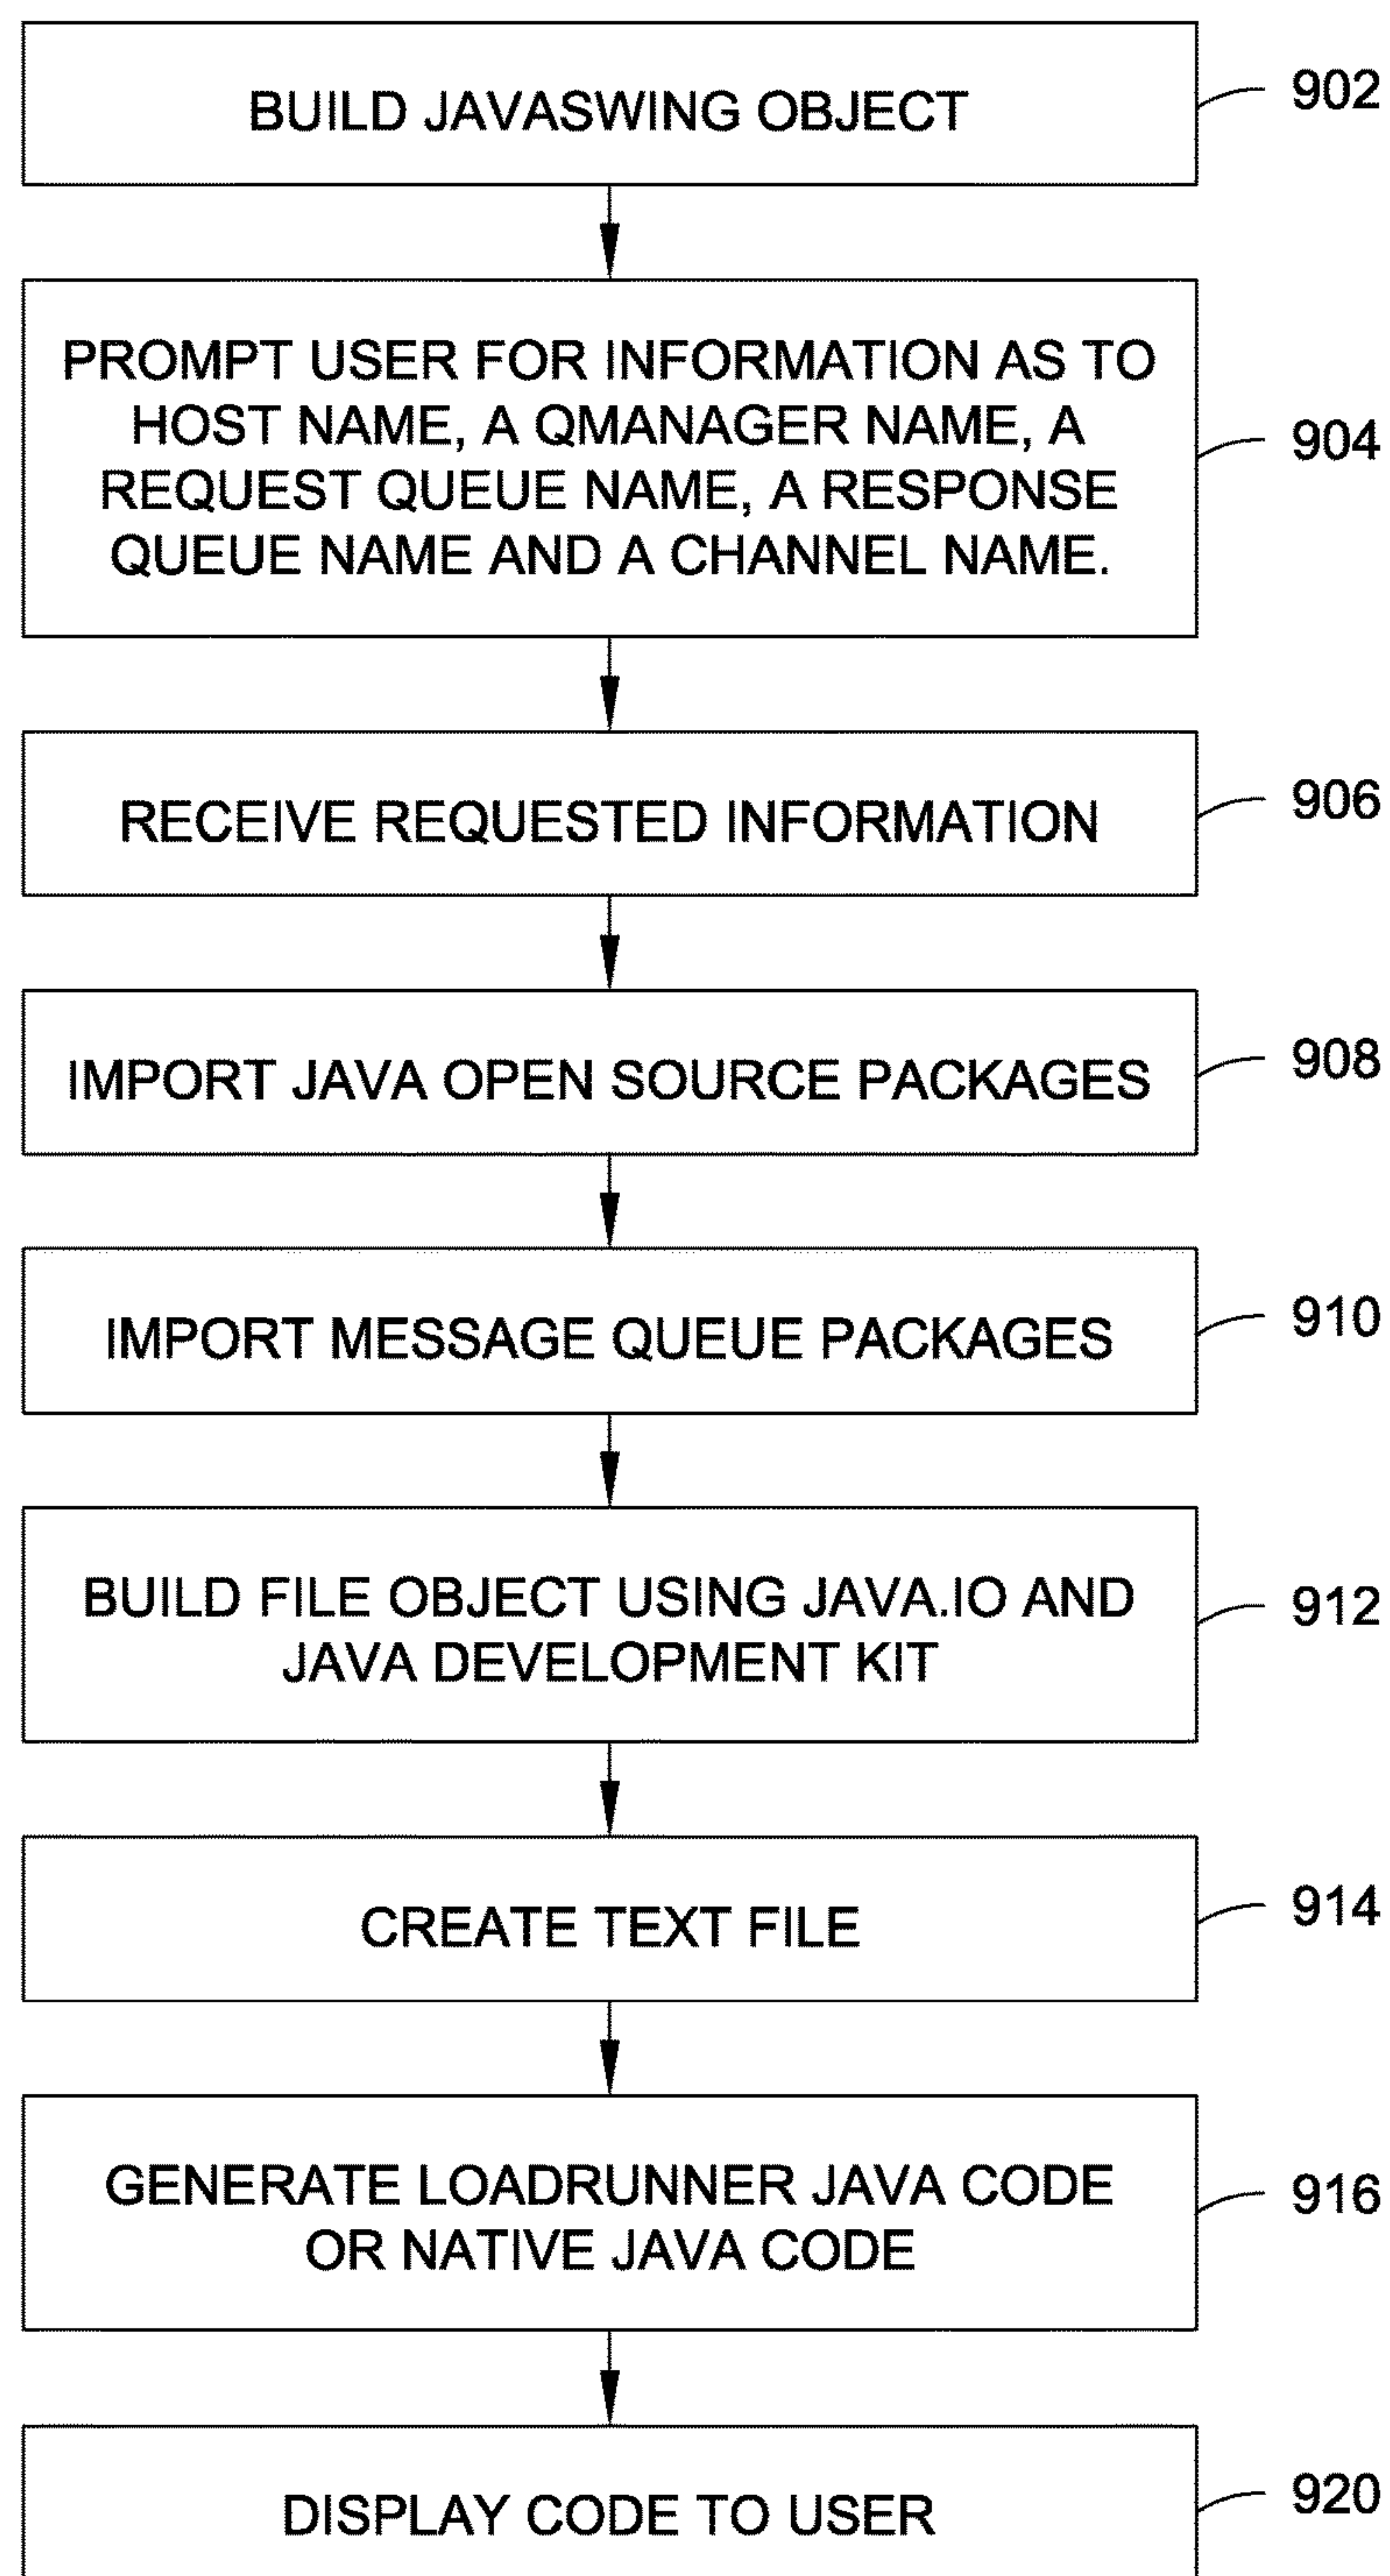 BUILD JAVASWING OBJECT
902
PROMPT USER FOR INFORMATION AS TO
HOST NAME, A QMANAGER NAME, A
REQUEST QUEUE NAME, A RESPONSE
QUEUE NAME AND A CHANNEL NAME.
904
RECEIVE REQUESTED INFORMATION
906
IMPORT JAVA OPEN SOURCE PACKAGES
908
IMPORT MESSAGE QUEUE PACKAGES
910
BUILD FILE OBJECT USING JAVA.IO AND
JAVA DEVELOPMENT KIT
912
CREATE TEXT FILE
914
GENERATE LOADRUNNER JAVA CODE
OR NATIVE JAVA CODE
916
DISPLAY CODE TO USER
920